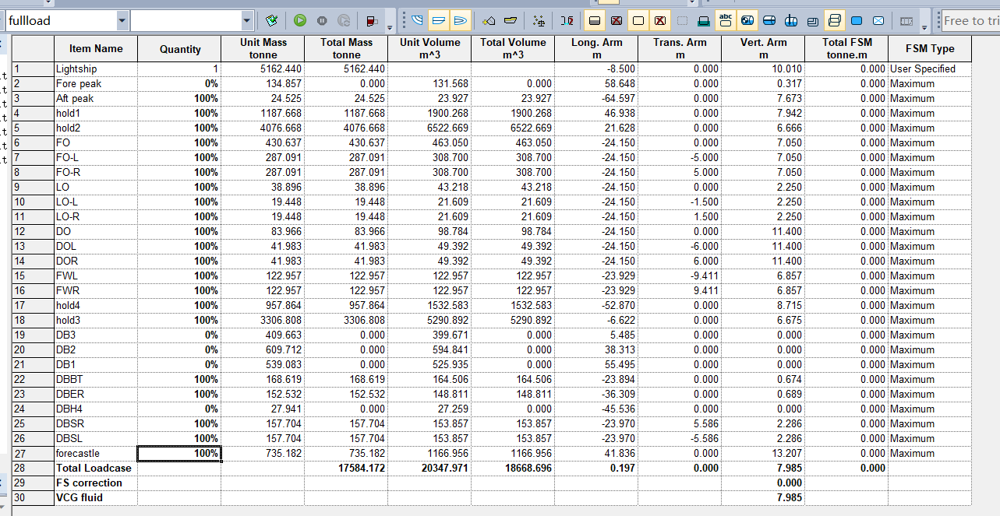 fullload Free to tri
Item Name Quantity Unit Mass tonne Total Mass tonne Unit Volume m^3 Total Volume m^3 Long. Arm m Trans. Arm m Vert. Arm m Total FSM tonne.m FSM Type
1 Lightship 1 5162.440 5162.440 -8.500 0.000 10.010 0.000 User Specified
2 Fore peak 0% 134.857 0.000 131.568 0.000 58.648 0.000 0.317 0.000 Maximum
3 Aft peak 100% 24.525 24.525 23.927 23.927 -64.597 0.000 7.673 0.000 Maximum
4 hold1 100% 1187.668 1187.668 1900.268 1900.268 46.938 0.000 7.942 0.000 Maximum
5 hold2 100% 4076.668 4076.668 6522.669 6522.669 21.628 0.000 6.666 0.000 Maximum
6 FO 100% 430.637 430.637 463.050 463.050 -24.150 0.000 7.050 0.000 Maximum
7 FO-L 100% 287.091 287.091 308.700 308.700 -24.150 -5.000 7.050 0.000 Maximum
8 FO-R 100% 287.091 287.091 308.700 308.700 -24.150 5.000 7.050 0.000 Maximum
9 LO 100% 38.896 38.896 43.218 43.218 -24.150 0.000 2.250 0.000 Maximum
10 LO-L 100% 19.448 19.448 21.609 21.609 -24.150 -1.500 2.250 0.000 Maximum
11 LO-R 100% 19.448 19.448 21.609 21.609 -24.150 1.500 2.250 0.000 Maximum
12 DO 100% 83.966 83.966 98.784 98.784 -24.150 0.000 11.400 0.000 Maximum
13 DOL 100% 41.983 41.983 49.392 49.392 -24.150 -6.000 11.400 0.000 Maximum
14 DOR 100% 41.983 41.983 49.392 49.392 -24.150 6.000 11.400 0.000 Maximum
15 FWL 100% 122.957 122.957 122.957 122.957 -23.929 -9.411 6.857 0.000 Maximum
16 FWR 100% 122.957 122.957 122.957 122.957 -23.929 9.411 6.857 0.000 Maximum
17 hold4 100% 957.864 957.864 1532.583 1532.583 -52.870 0.000 8.715 0.000 Maximum
18 hold3 100% 3306.808 3306.808 5290.892 5290.892 -6.622 0.000 6.675 0.000 Maximum
19 DB3 0% 409.663 0.000 399.671 0.000 5.485 0.000 0.000 0.000 Maximum
20 DB2 0% 609.712 0.000 594.841 0.000 38.313 0.000 0.000 0.000 Maximum
21 DB1 0% 539.083 0.000 525.935 0.000 55.495 0.000 0.000 0.000 Maximum
22 DBBT 100% 168.619 168.619 164.506 164.506 -23.894 0.000 0.674 0.000 Maximum
23 DBER 100% 152.532 152.532 148.811 148.811 -36.309 0.000 0.689 0.000 Maximum
24 DBH4 0% 27.941 0.000 27.259 0.000 -45.536 0.000 0.000 0.000 Maximum
25 DBSR 100% 157.704 157.704 153.857 153.857 -23.970 5.586 2.286 0.000 Maximum
26 DBSL 100% 157.704 157.704 153.857 153.857 -23.970 -5.586 2.286 0.000 Maximum
27 forecastle 100% 735.182 735.182 1166.956 1166.956 41.836 0.000 13.207 0.000 Maximum
28 Total Loadcase 17584.172 20347.971 18668.696 0.197 0.000 7.985 0.000
29 FS correction 0.000
30 VCG fluid 7.985